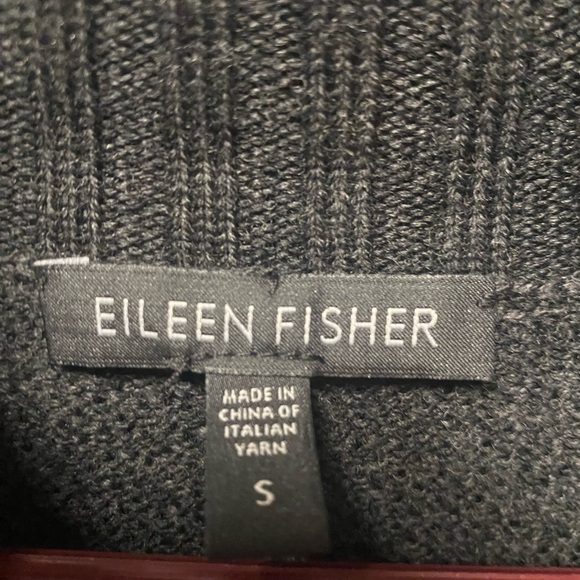 EILEEN FISHER
MADE IN
CHINA OF
ITALIAN
YARN
S